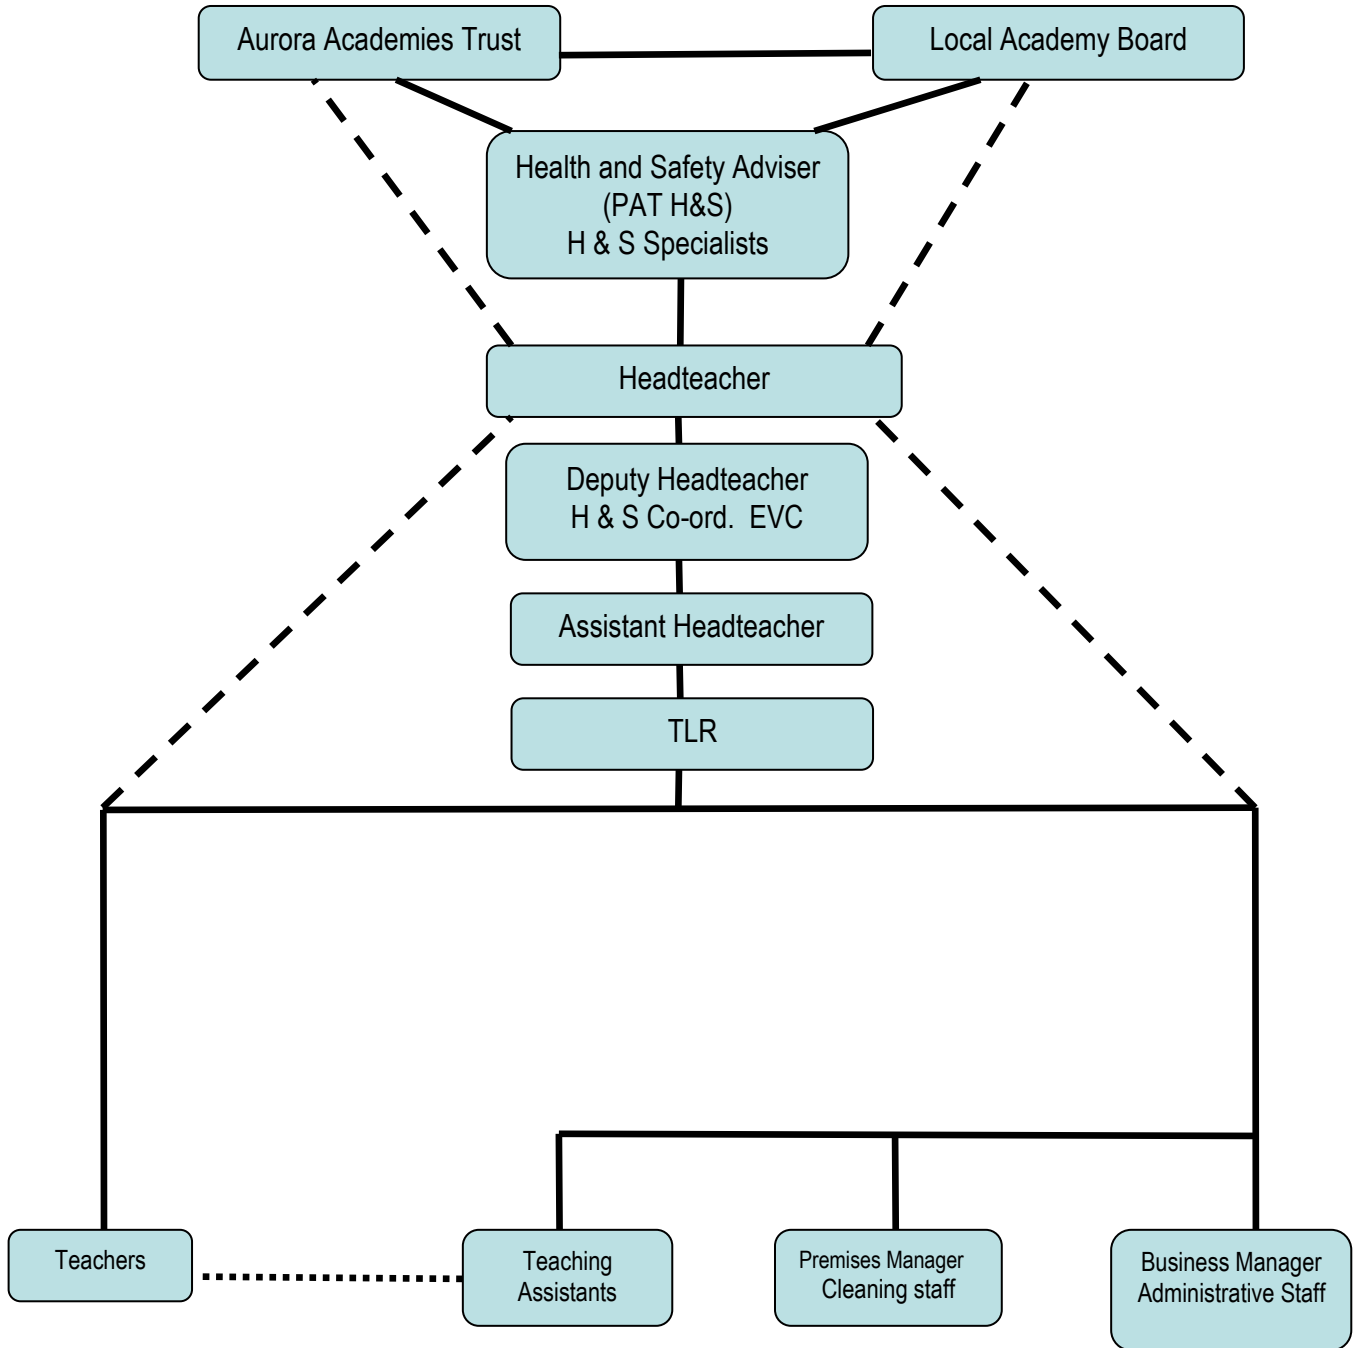 Aurora Academies Trust
Local Academy Board
Health and Safety Adviser
(PAT H&S)
H & S Specialists
Headteacher
Deputy Headteacher
H & S Co-ord.  EVC
Assistant Headteacher
TLR
Teachers
Teaching
Assistants
Premises Manager
Cleaning staff
Business Manager
Administrative Staff